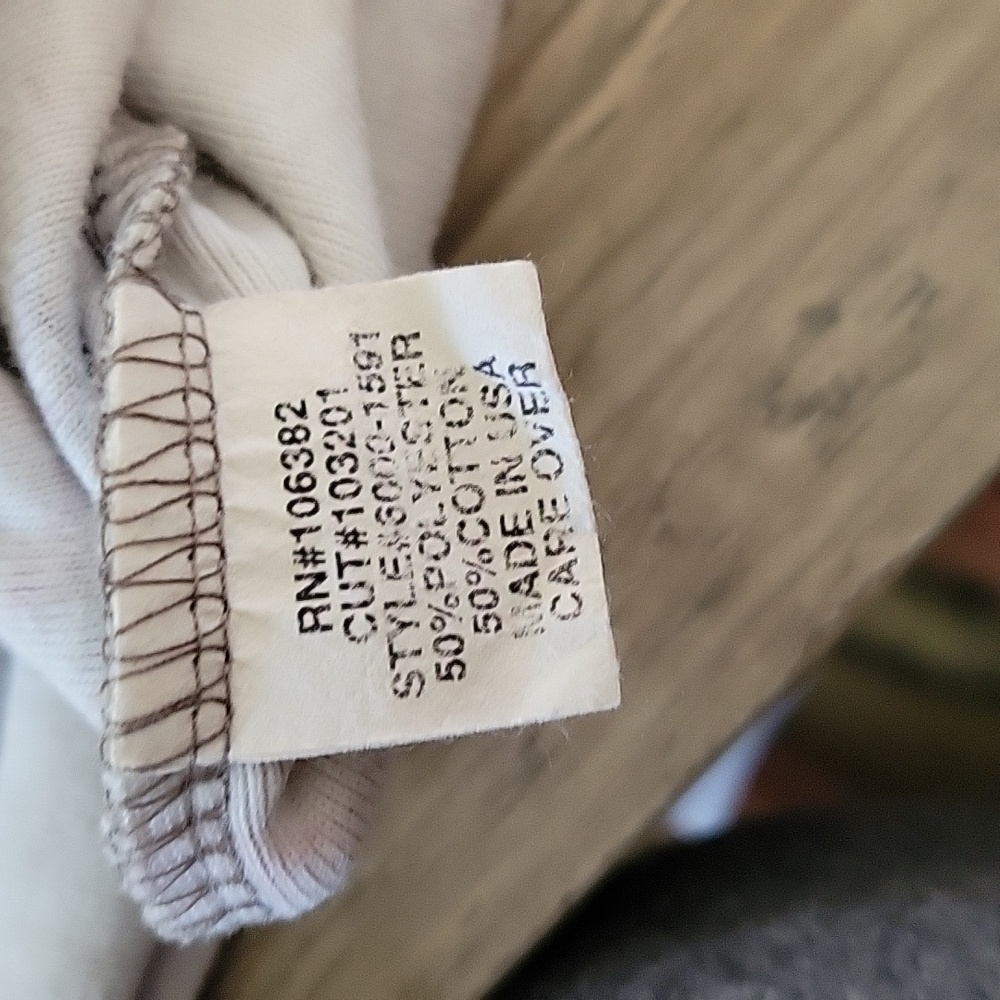 RN#106382
CUT#103201
STYLE#3000-1591
50%POLYESTER
50%COTTON
MADE IN USA
CARE OVER